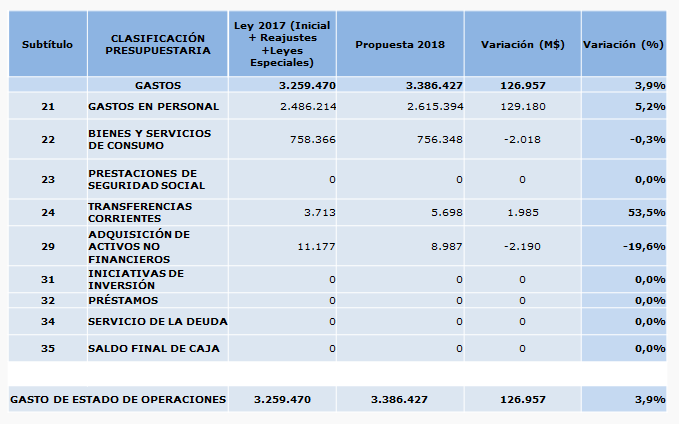 Subtítulo CLASIFICACIÓN PRESUPUESTARIA Ley 2017 (Inicial + Reajustes +Leyes Especiales) Propuesta 2018 Variación (M$) Variación (%)
GASTOS 3.259.470 3.386.427 126.957 3,9%
21 GASTOS EN PERSONAL 2.486.214 2.615.394 129.180 5,2%
22 BIENES Y SERVICIOS DE CONSUMO 758.366 756.348 -2.018 -0,3%
23 PRESTACIONES DE SEGURIDAD SOCIAL 0 0 0 0,0%
24 TRANSFERENCIAS CORRIENTES 3.713 5.698 1.985 53,5%
29 ADQUISICIÓN DE ACTIVOS NO FINANCIEROS 11.177 8.987 -2.190 -19,6%
31 INICIATIVAS DE INVERSIÓN 0 0 0 0,0%
32 PRÉSTAMOS 0 0 0 0,0%
34 SERVICIO DE LA DEUDA 0 0 0 0,0%
35 SALDO FINAL DE CAJA 0 0 0 0,0%
GASTO DE ESTADO DE OPERACIONES 3.259.470 3.386.427 126.957 3,9%